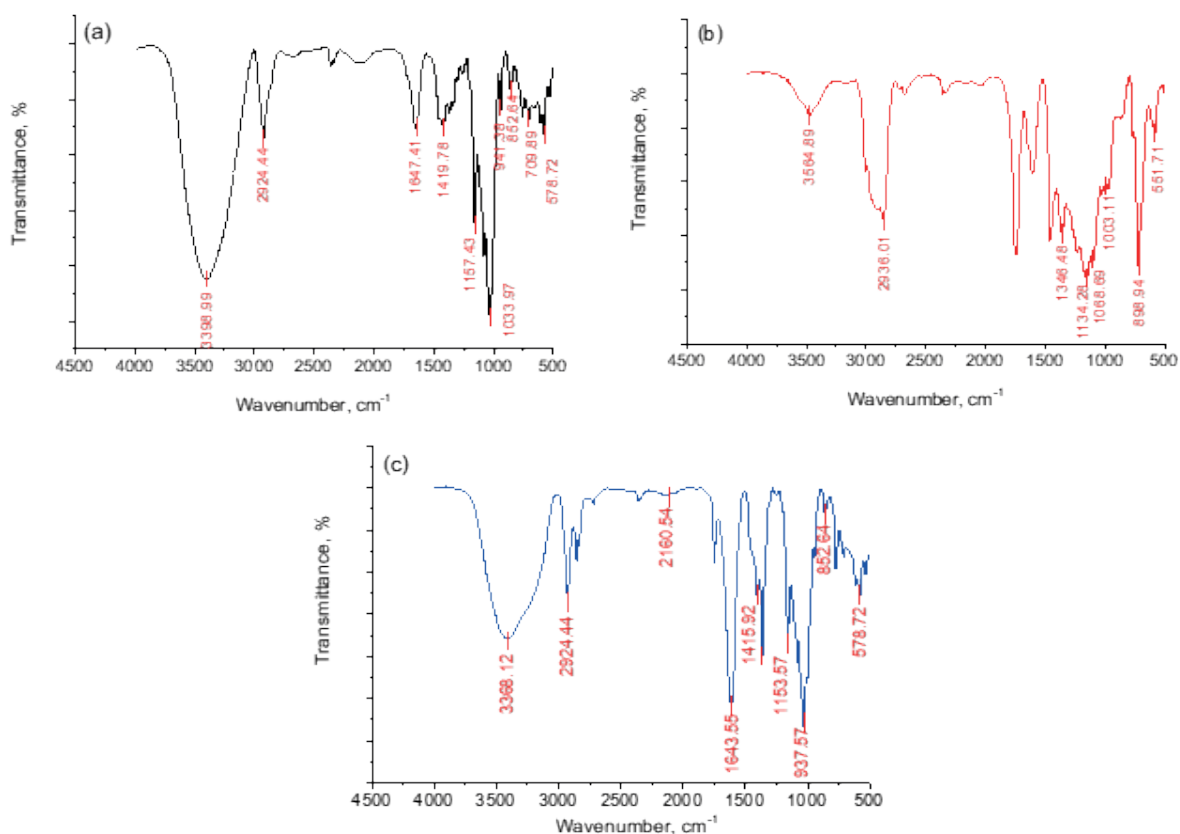 (a)
Transmittance, %
3398.99
2924.44
1647.41
1419.78
1157.43
1033.97
941.38
852.64
709.89
578.72
4500 4000 3500 3000 2500 2000 1500 1000 500
Wavenumber, cm⁻¹
(b)
Transmittance, %
3564.89
2936.01
1346.48
1134.28
1068.69
1003.11
898.94
551.71
4500 4000 3500 3000 2500 2000 1500 1000 500
Wavenumber, cm⁻¹
(c)
Transmittance, %
3368.12
2924.44
2160.54
1643.55
1415.92
1153.57
937.57
852.64
578.72
4500 4000 3500 3000 2500 2000 1500 1000 500
Wavenumber, cm⁻¹